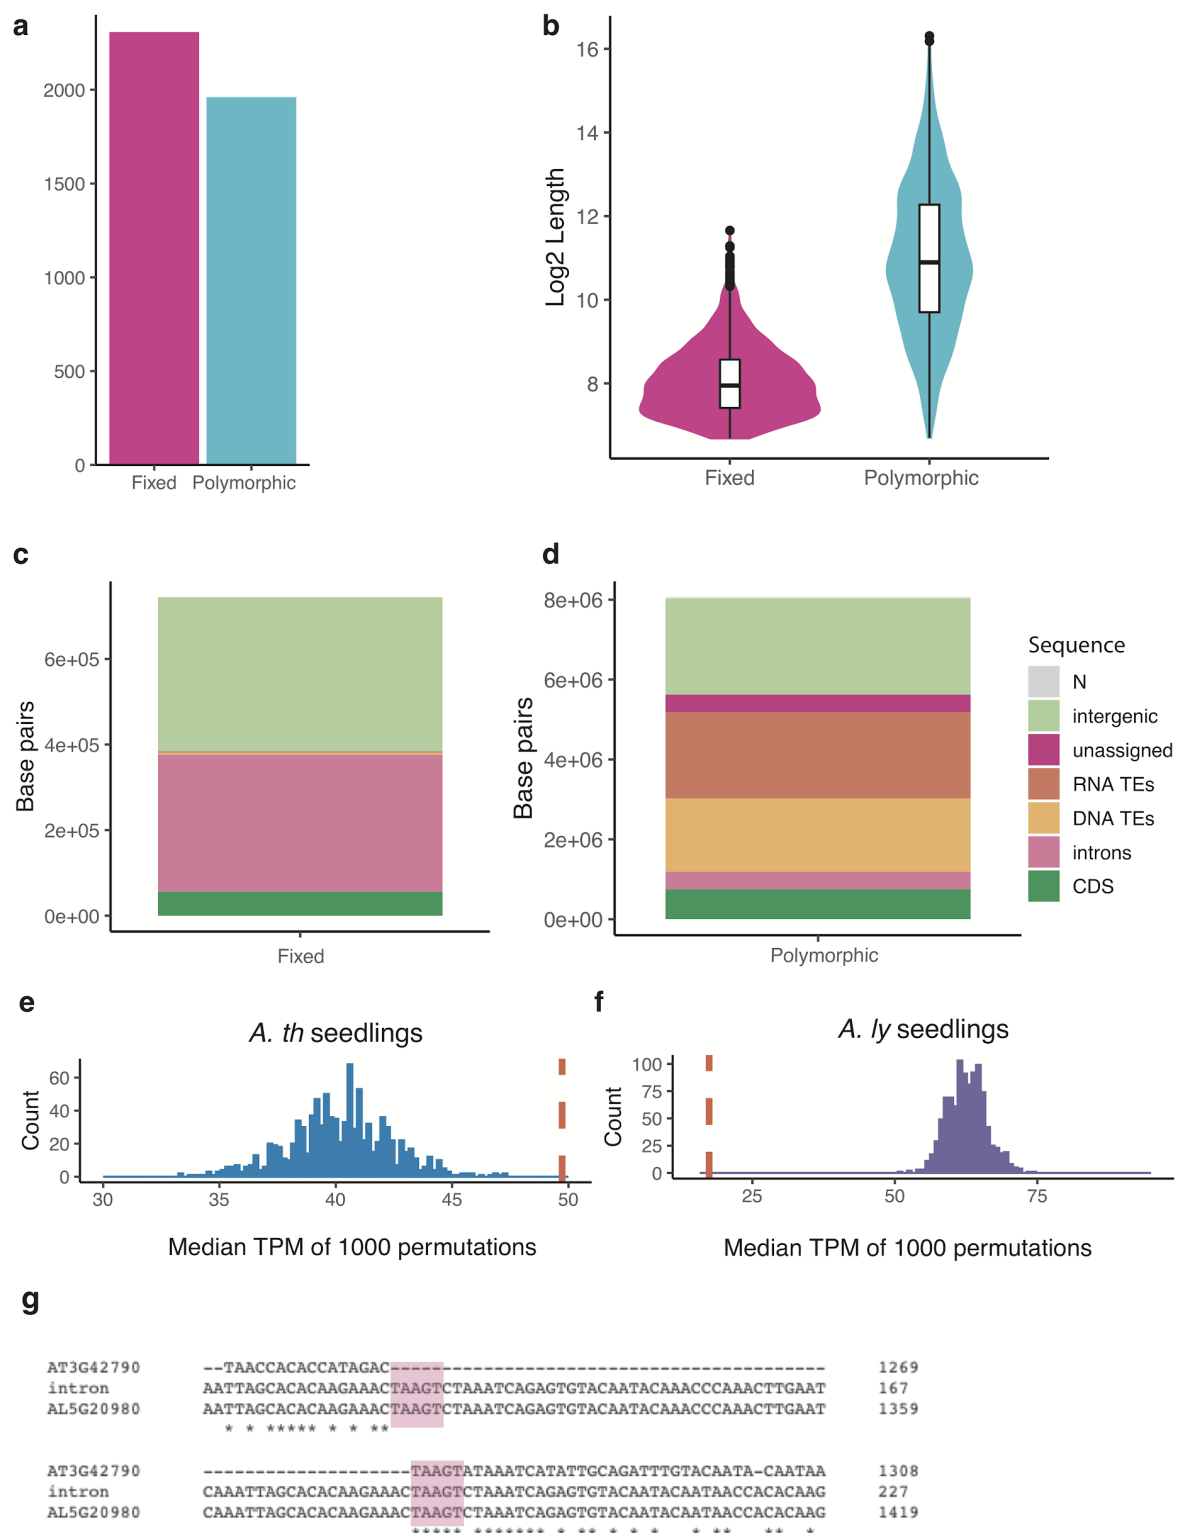 a
2000
1500
1000
500
0
Fixed Polymorphic
b
Log2 Length
16
14
12
10
8
Fixed Polymorphic
c
Base pairs
6e+05
4e+05
2e+05
0e+00
Fixed
d
Base pairs
8e+06
6e+06
4e+06
2e+06
0e+00
Polymorphic
Sequence
N
intergenic
unassigned
RNA TEs
DNA TEs
introns
CDS
e
A. th seedlings
Count
60
40
20
0
30 35 40 45 50
Median TPM of 1000 permutations
f
A. ly seedlings
Count
100
75
50
25
0
25 50 75
Median TPM of 1000 permutations
g
AT3G42790 --TAACCACACCATAGAC------------------------------------------ 1269
intron AATTAGCACACAAGAAACTAAGTCTAAATCAGAGTGTACAATACAAACCCAAACTTGAAT 167
AL5G20980 AATTAGCACACAAGAAACTAAGTCTAAATCAGAGTGTACAATACAAACCCAAACTTGAAT 1359
* * ***** * * **
AT3G42790 --------------------TAAGTATAAATCATATTGCAGATTTGTACAATA-CAATAA 1308
intron CAAATTAGCACACAAGAAACTAAGTCTAAATCAGAGTGTACAATACAATAACCACACAAG 227
AL5G20980 CAAATTAGCACACAAGAAACTAAGTCTAAATCAGAGTGTACAATACAATAACCACACAAG 1419
***** ******* * ** * * * ** ** *